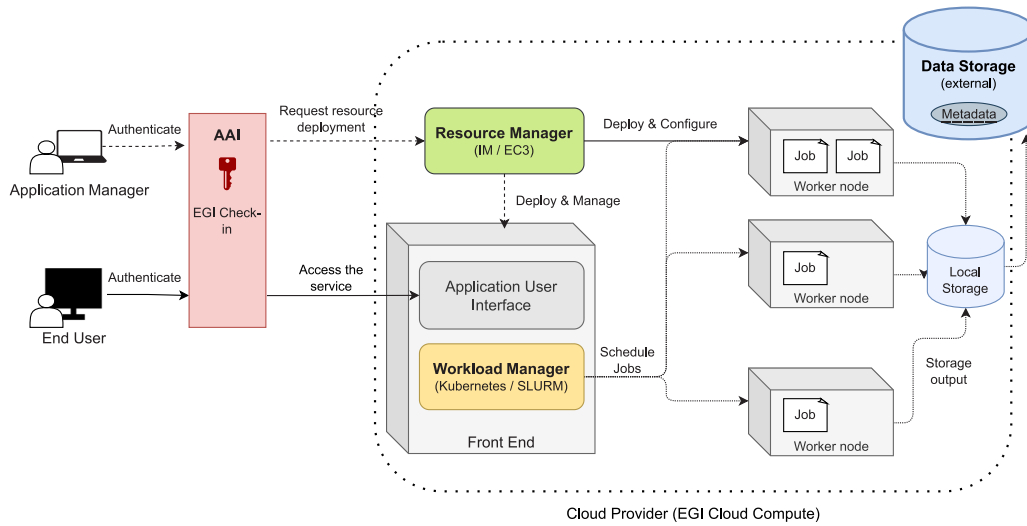 Data Storage
(external)
Metadata
Authenticate
Application Manager
AAI
EGI Check-
in
Request resource
deployment
Resource Manager
(IM / EC3)
Deploy & Configure
Job
Job
Worker node
Deploy & Manage
Authenticate
End User
Access the
service
Application User
Interface
Workload Manager
(Kubernetes / SLURM)
Front End
Schedule
Jobs
Job
Worker node
Local
Storage
Storage
output
Job
Worker node
Cloud Provider (EGI Cloud Compute)